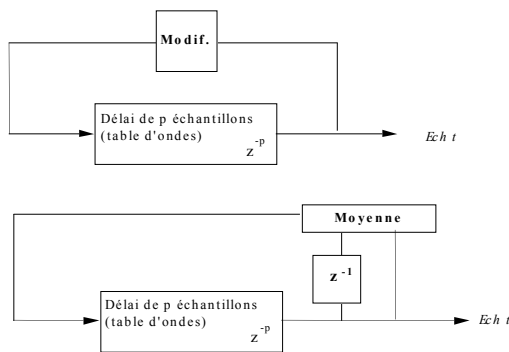 Modif.
Délai de p échantillons
(table d'ondes)
z-p
Ech t
Moyenne
z-1
Délai de p échantillons
(table d'ondes)
z-p
Ech t